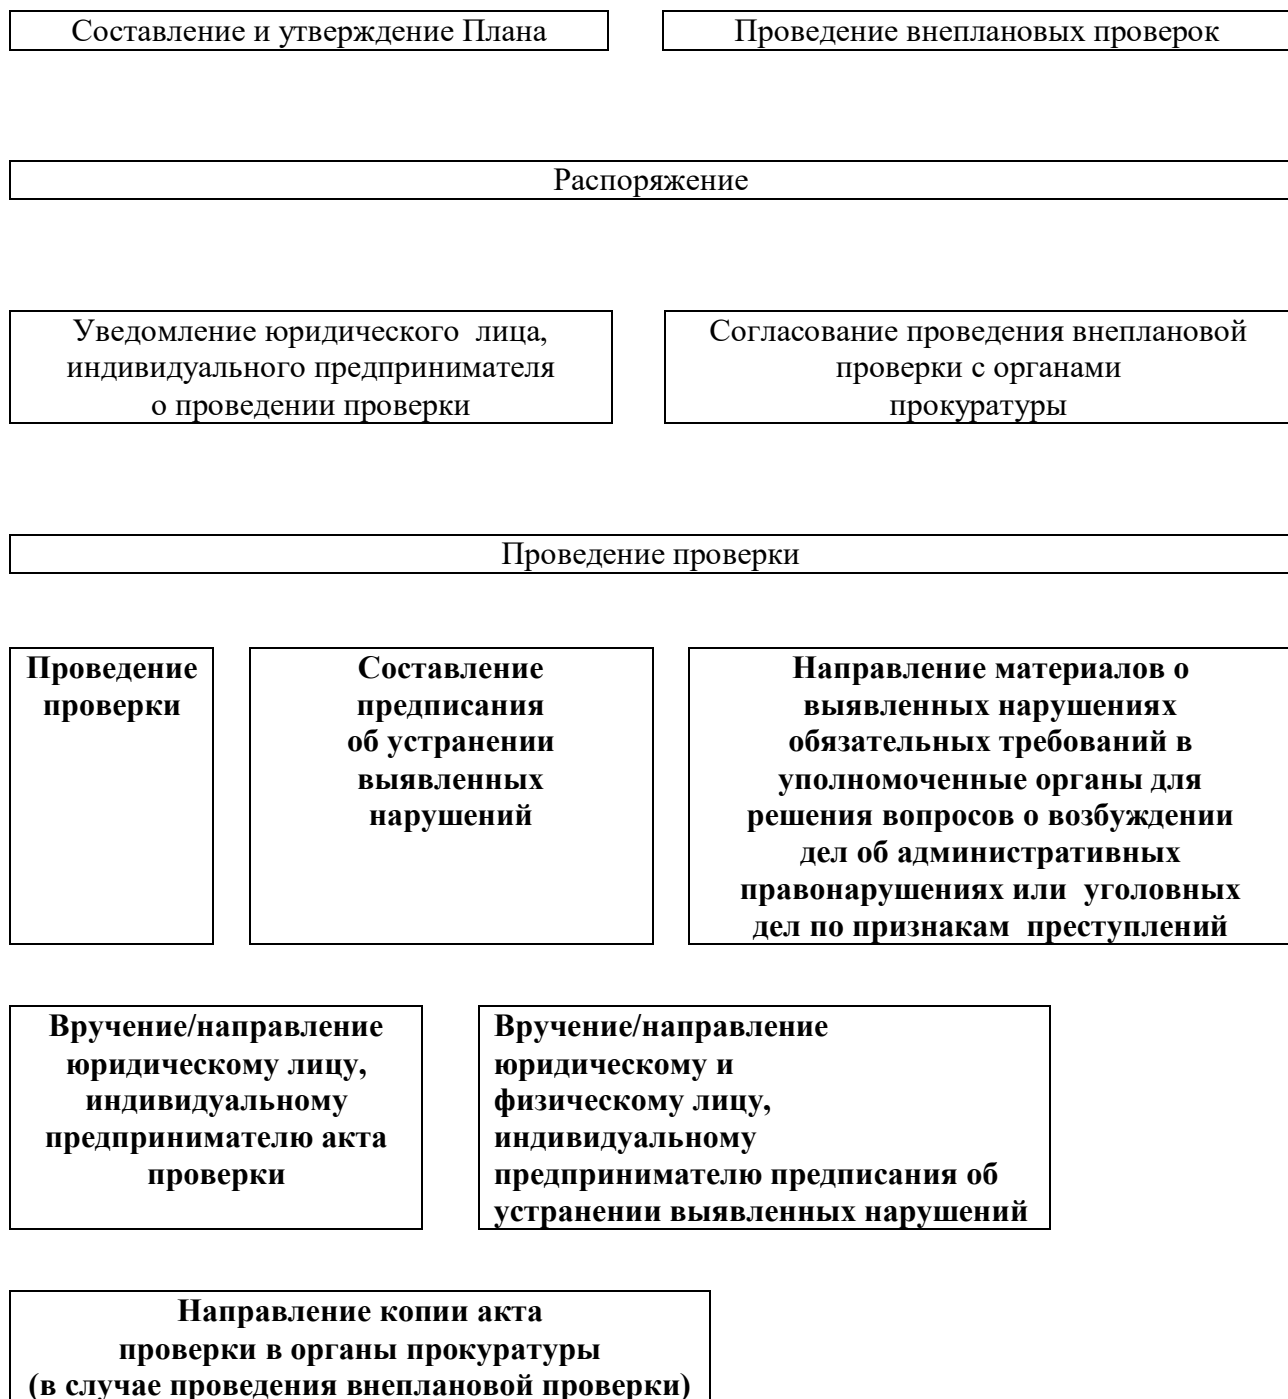 Составление и утверждение Плана
Проведение внеплановых проверок
Распоряжение
Уведомление юридического  лица,
индивидуального предпринимателя
о проведении проверки
Согласование проведения внеплановой
проверки с органами
прокуратуры
Проведение проверки
Проведение
проверки
Составление
предписания
об устранении
выявленных
нарушений
Направление материалов о
выявленных нарушениях
обязательных требований в
уполномоченные органы для
решения вопросов о возбуждении
дел об административных
правонарушениях или  уголовных
дел по признакам  преступлений
Вручение/направление
юридическому лицу,
индивидуальному
предпринимателю акта
проверки
Вручение/направление
юридическому и
физическому лицу,
индивидуальному
предпринимателю предписания об
устранении выявленных нарушений
Направление копии акта
проверки в органы прокуратуры
(в случае проведения внеплановой проверки)